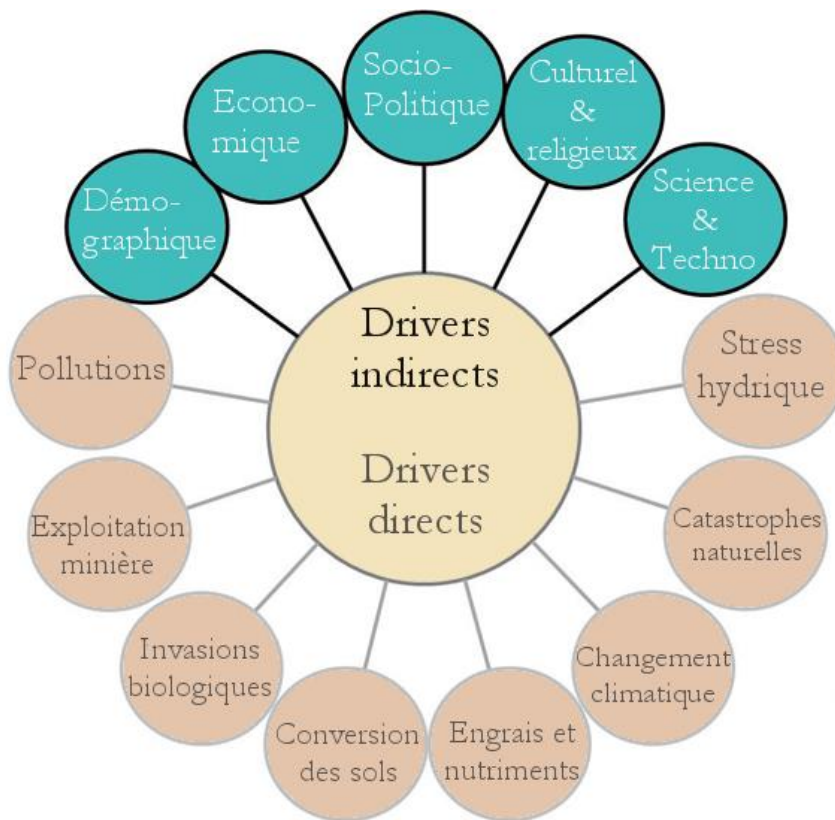 Socio-
Politique
Econo-
mique
Culturel
&
religieux
Démo-
graphique
Science
&
Techno
Drivers
indirects
Drivers
directs
Pollutions
Stress
hydrique
Exploitation
minière
Catastrophes
naturelles
Invasions
biologiques
Changement
climatique
Conversion
des sols
Engrais et
nutriments